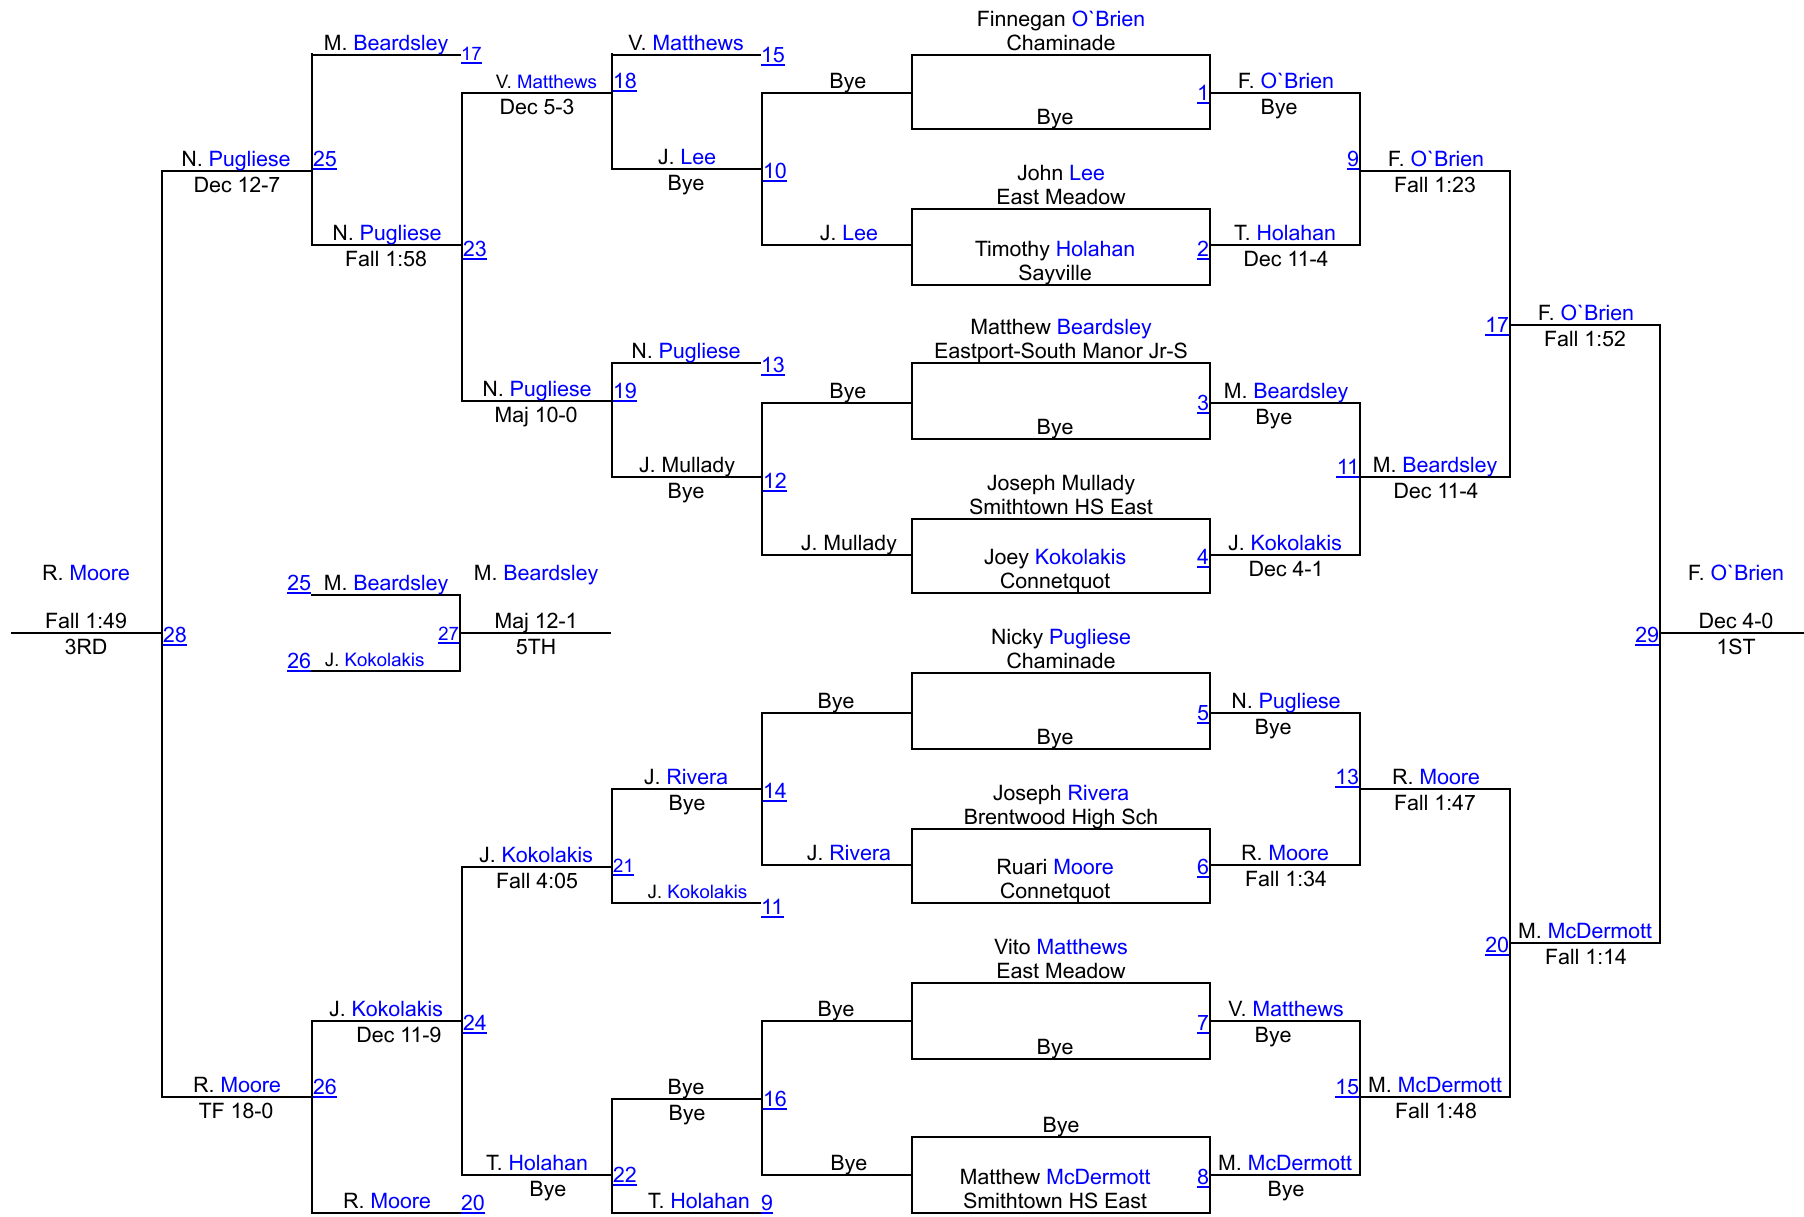 Finnegan O`Brien
Chaminade
M. Beardsley
17
V. Matthews
15
V. Matthews
18
Dec 5-3
Bye
1
F. O`Brien
Bye
Bye
N. Pugliese
25
Dec 12-7
J. Lee
10
Bye
John Lee
East Meadow
9
F. O`Brien
Fall 1:23
N. Pugliese
23
Fall 1:58
J. Lee
Timothy Holahan
2
Sayville
T. Holahan
Dec 11-4
Matthew Beardsley
Eastport-South Manor Jr-S
17
F. O`Brien
Fall 1:52
N. Pugliese
13
N. Pugliese
19
Maj 10-0
Bye
3
M. Beardsley
Bye
Bye
J. Mullady
12
Bye
Joseph Mullady
Smithtown HS East
11
M. Beardsley
Dec 11-4
J. Mullady
Joey Kokolakis
4
Connetquot
J. Kokolakis
Dec 4-1
R. Moore
Fall 1:49
3RD
28
25
M. Beardsley
M. Beardsley
27
Maj 12-1
5TH
26
J. Kokolakis
F. O`Brien
29
Dec 4-0
1ST
Nicky Pugliese
Chaminade
Bye
5
N. Pugliese
Bye
Bye
J. Rivera
14
Bye
Joseph Rivera
Brentwood High Sch
13
R. Moore
Fall 1:47
J. Kokolakis
21
Fall 4:05
J. Rivera
Ruari Moore
6
Connetquot
R. Moore
Fall 1:34
J. Kokolakis
11
Vito Matthews
East Meadow
20
M. McDermott
Fall 1:14
J. Kokolakis
24
Dec 11-9
Bye
7
V. Matthews
Bye
Bye
R. Moore
26
TF 18-0
Bye
16
Bye
Bye
15
M. McDermott
Fall 1:48
T. Holahan
22
Bye
Bye
Matthew McDermott
8
Smithtown HS East
M. McDermott
Bye
R. Moore
20
T. Holahan
9